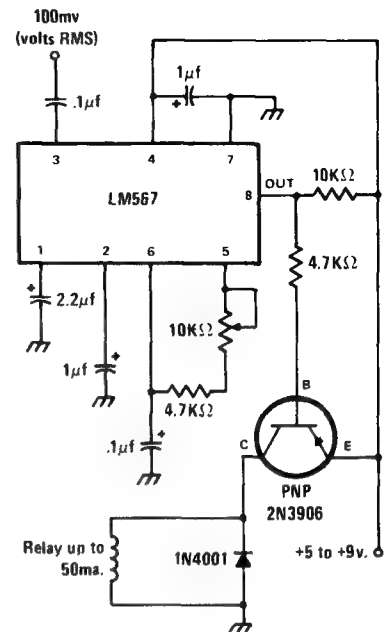 100mv
(volts RMS)
.1µf
1µf
+
3
4
7
LM567
8
OUT
10KΩ
1
2
6
5
+
2.2µf
+
1µf
10KΩ
4.7KΩ
4.7KΩ
+
.1µf
B
C
E
PNP
2N3906
Relay up to
50ma.
1N4001
+5 to +9v.